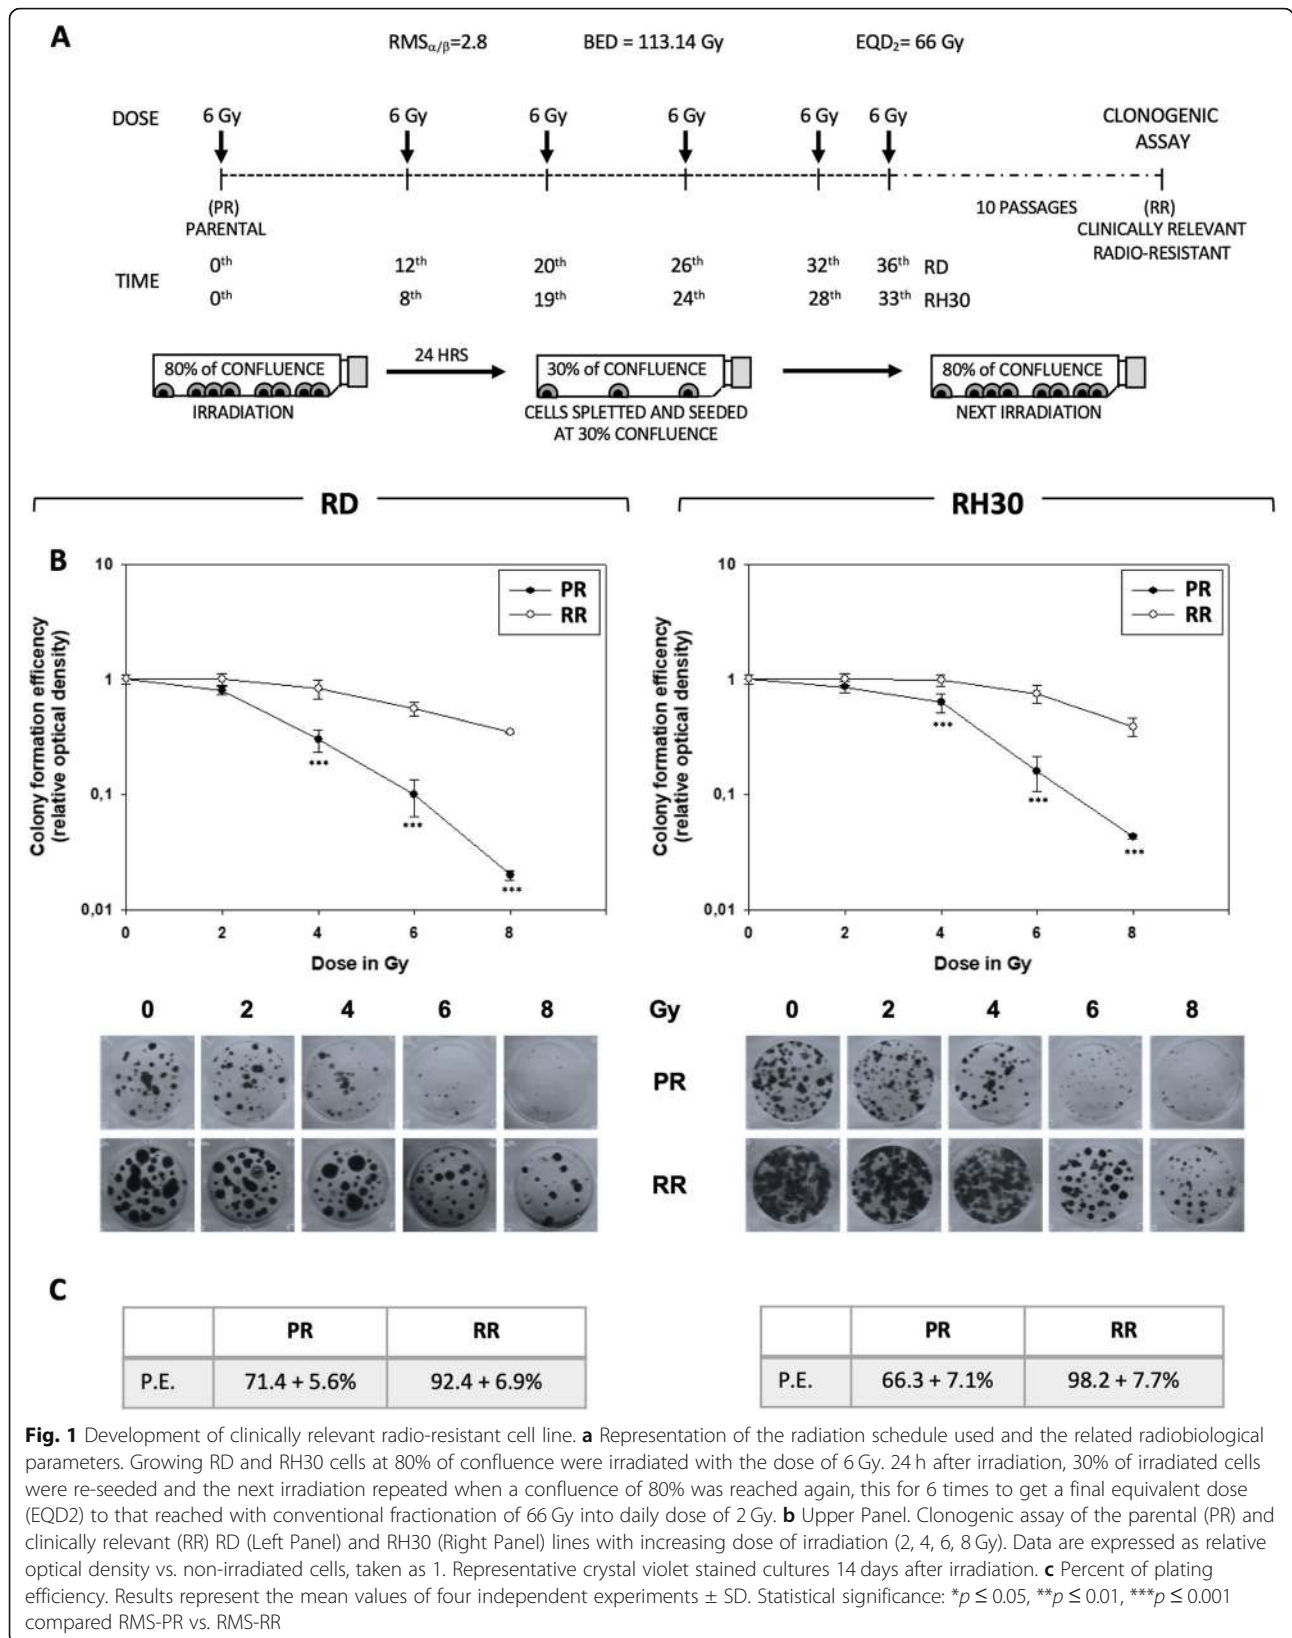 A
RMSα/β=2.8 BED = 113.14 Gy EQD2= 66 Gy
DOSE 6 Gy 6 Gy 6 Gy 6 Gy 6 Gy 6 Gy CLONOGENIC
ASSAY
(PR) 10 PASSAGES (RR)
PARENTAL CLINICALLY RELEVANT
RADIO-RESISTANT
TIME
0th 12th 20th 26th 32th 36th RD
0th 8th 19th 24th 28th 33th RH30
80% of CONFLUENCE 24 HRS 30% of CONFLUENCE 80% of CONFLUENCE
IRRADIATION CELLS SPLETTED AND SEEDED NEXT IRRADIATION
AT 30% CONFLUENCE
RD RH30
B
10
1
0,1
0,01
0 2 4 6 8
Colony formation efficency
(relative optical density)
Dose in Gy
PR
RR
***
***
***
10
1
0,1
0,01
0 2 4 6 8
Colony formation efficency
(relative optical density)
Dose in Gy
PR
RR
***
***
***
0 2 4 6 8 Gy 0 2 4 6 8
PR
RR
C
PR RR PR RR
P.E. 71.4 + 5.6% 92.4 + 6.9% P.E. 66.3 + 7.1% 98.2 + 7.7%
Fig. 1 Development of clinically relevant radio-resistant cell line. a Representation of the radiation schedule used and the related radiobiological
parameters. Growing RD and RH30 cells at 80% of confluence were irradiated with the dose of 6 Gy. 24 h after irradiation, 30% of irradiated cells
were re-seeded and the next irradiation repeated when a confluence of 80% was reached again, this for 6 times to get a final equivalent dose
(EQD2) to that reached with conventional fractionation of 66 Gy into daily dose of 2 Gy. b Upper Panel. Clonogenic assay of the parental (PR) and
clinically relevant (RR) RD (Left Panel) and RH30 (Right Panel) lines with increasing dose of irradiation (2, 4, 6, 8 Gy). Data are expressed as relative
optical density vs. non-irradiated cells, taken as 1. Representative crystal violet stained cultures 14 days after irradiation. c Percent of plating
efficiency. Results represent the mean values of four independent experiments ± SD. Statistical significance: *p ≤ 0.05, **p ≤ 0.01, ***p ≤ 0.001
compared RMS-PR vs. RMS-RR